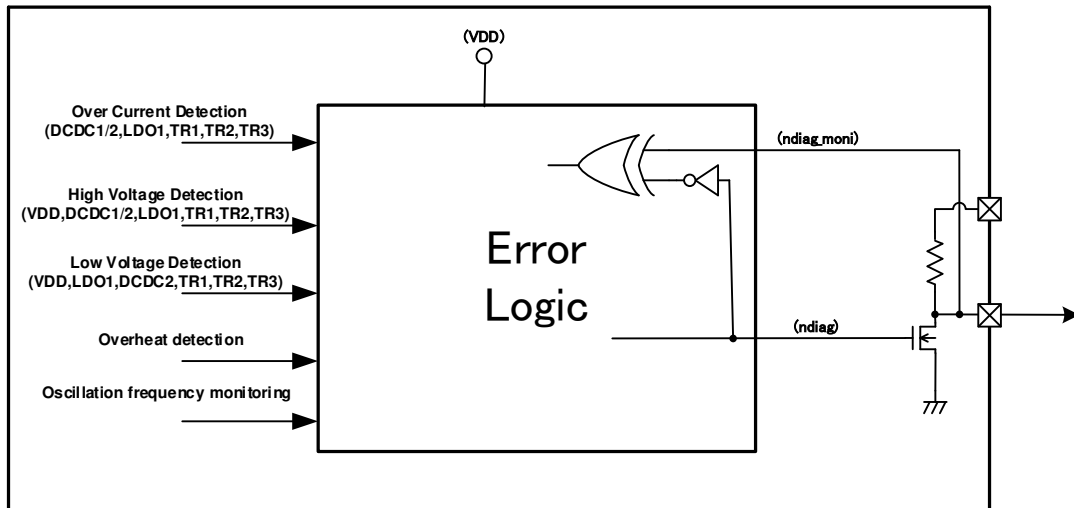 (VDD)
Over Current Detection
(DCDC1/2,LDO1,TR1,TR2,TR3)
High Voltage Detection
(VDD,DCDC1/2,LDO1,TR1,TR2,TR3)
Low Voltage Detection
(VDD,LDO1,DCDC2,TR1,TR2,TR3)
Overheat detection
Oscillation frequency monitoring
Error
Logic
(ndiag_moni)
(ndiag)